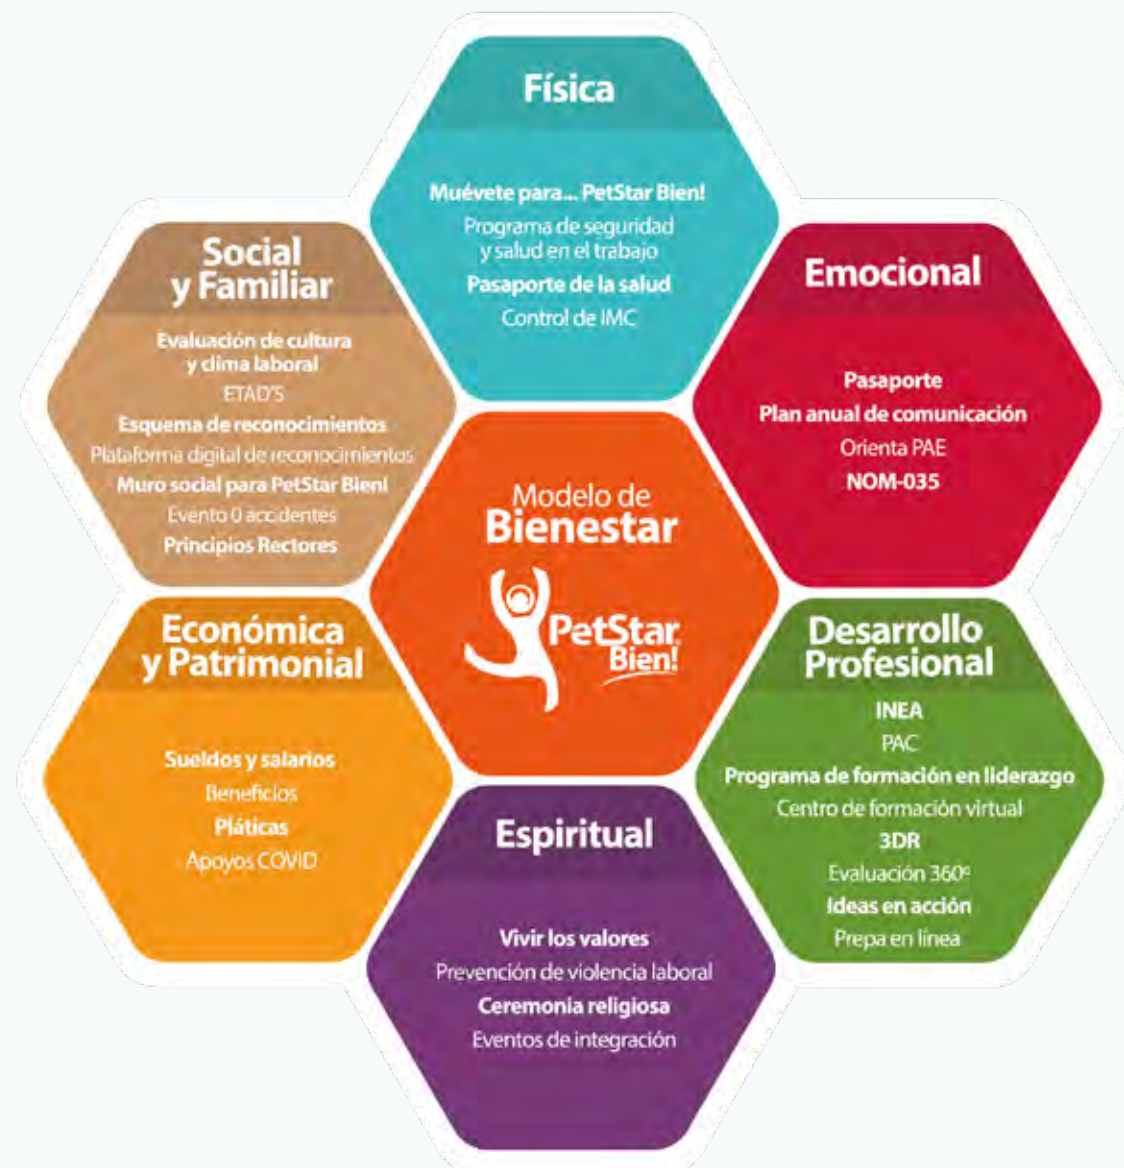 Física
Muévete para... PetStar Bien!
Programa de seguridad
y salud en el trabajo
Pasaporte de la salud
Control de IMC
Social
y Familiar
Evaluación de cultura
y clima laboral
ETAD'S
Esquema de reconocimientos
Plataforma digital de reconocimientos
Muro social para PetStar Bien!
Evento 0 accidentes
Principios Rectores
Emocional
Pasaporte
Plan anual de comunicación
Orienta PAE
NOM-035
Modelo de
Bienestar
PetStar®
Bien!
Económica
y Patrimonial
Sueldos y salarios
Beneficios
Pláticas
Apoyos COVID
Desarrollo
Profesional
INEA
PAC
Programa de formación en liderazgo
Centro de formación virtual
3DR
Evaluación 360º
Ideas en acción
Prepa en línea
Espiritual
Vivir los valores
Prevención de violencia laboral
Ceremonia religiosa
Eventos de integración